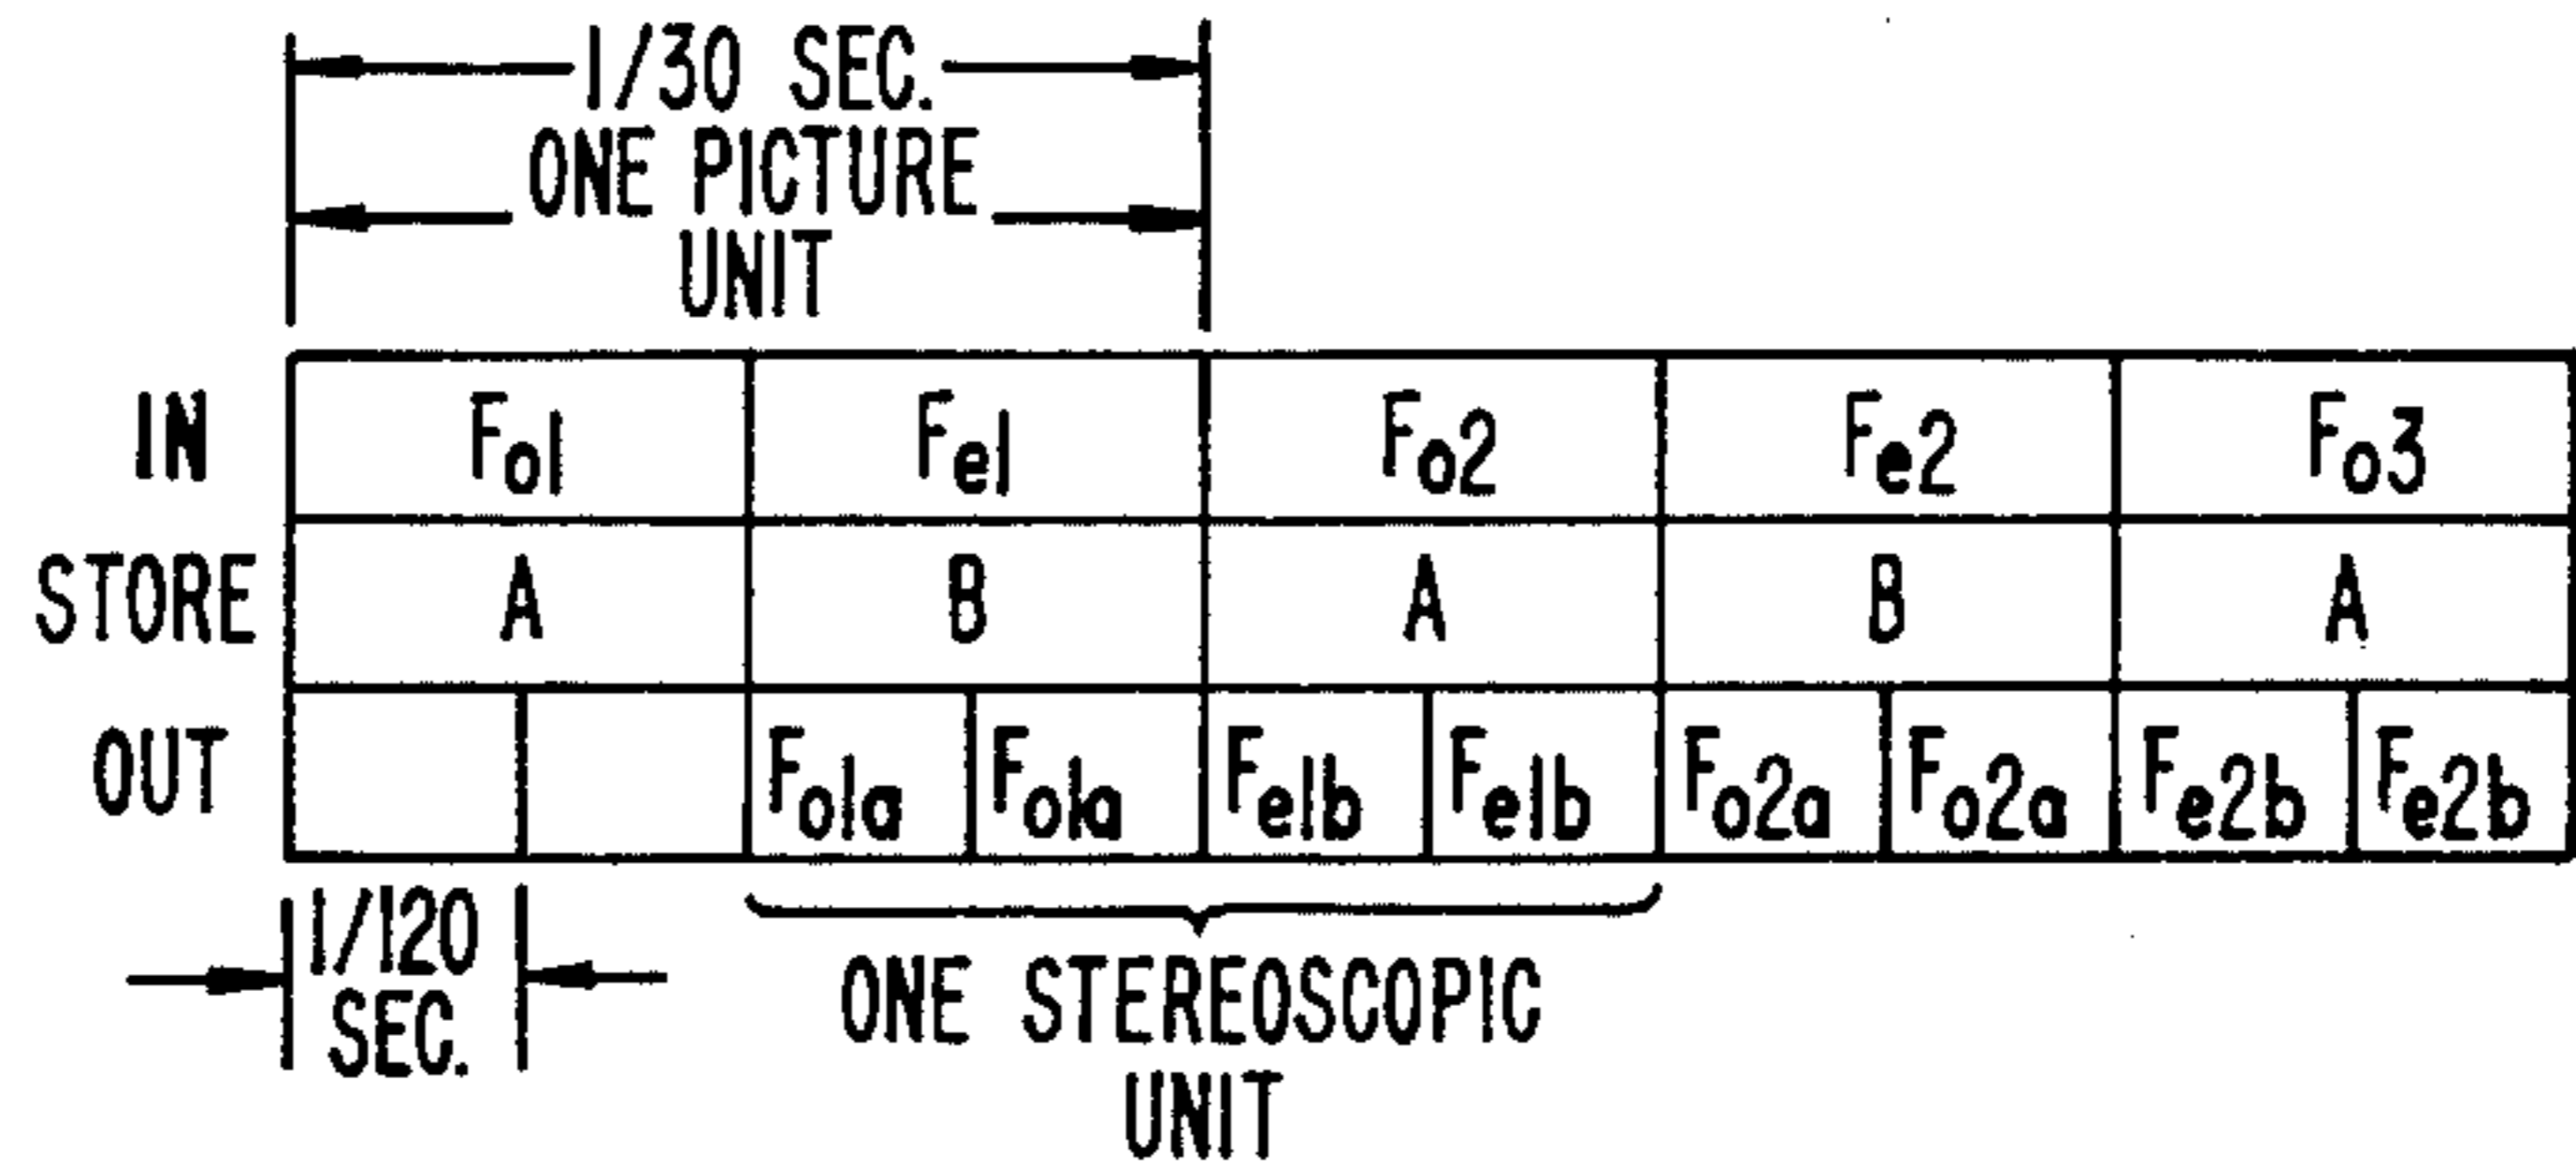 1/30 SEC.
ONE PICTURE
UNIT
IN Fo1 Fe1 Fo2 Fe2 Fo3
STORE A B A B A
OUT Fo1a Fo1a Fe1b Fe1b Fo2a Fo2a Fe2b Fe2b
1/120
SEC.
ONE STEREOSCOPIC
UNIT